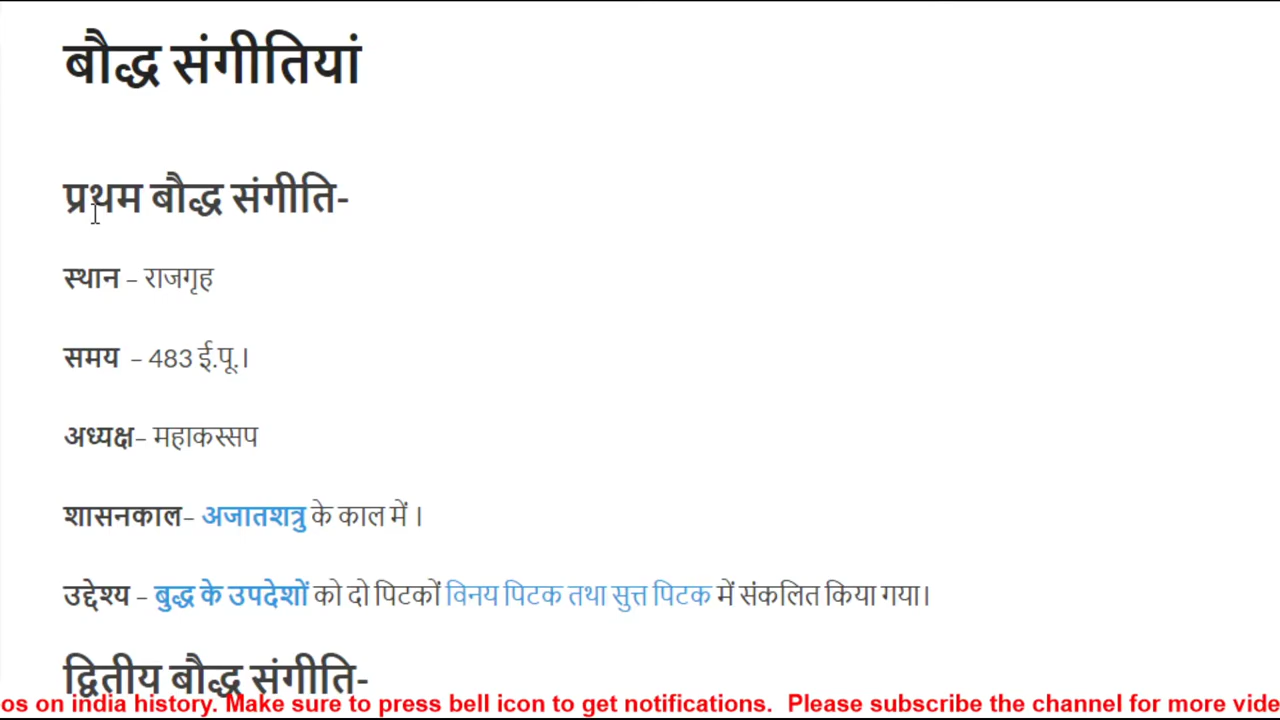 बौद्ध संगीतियां
प्रथम बौद्ध संगीति-
स्थान – राजगृह
समय – 483 ई.पू.।
अध्यक्ष– महाकस्सप
शासनकाल– अजातशत्रु के काल में ।
उद्देश्य – बुद्ध के उपदेशों को दो पिटकों विनय पिटक तथा सुत्त पिटक में संकलित किया गया।
द्वितीय बौद्ध संगीति-
os on india history. Make sure to press bell icon to get notifications. Please subscribe the channel for more vide